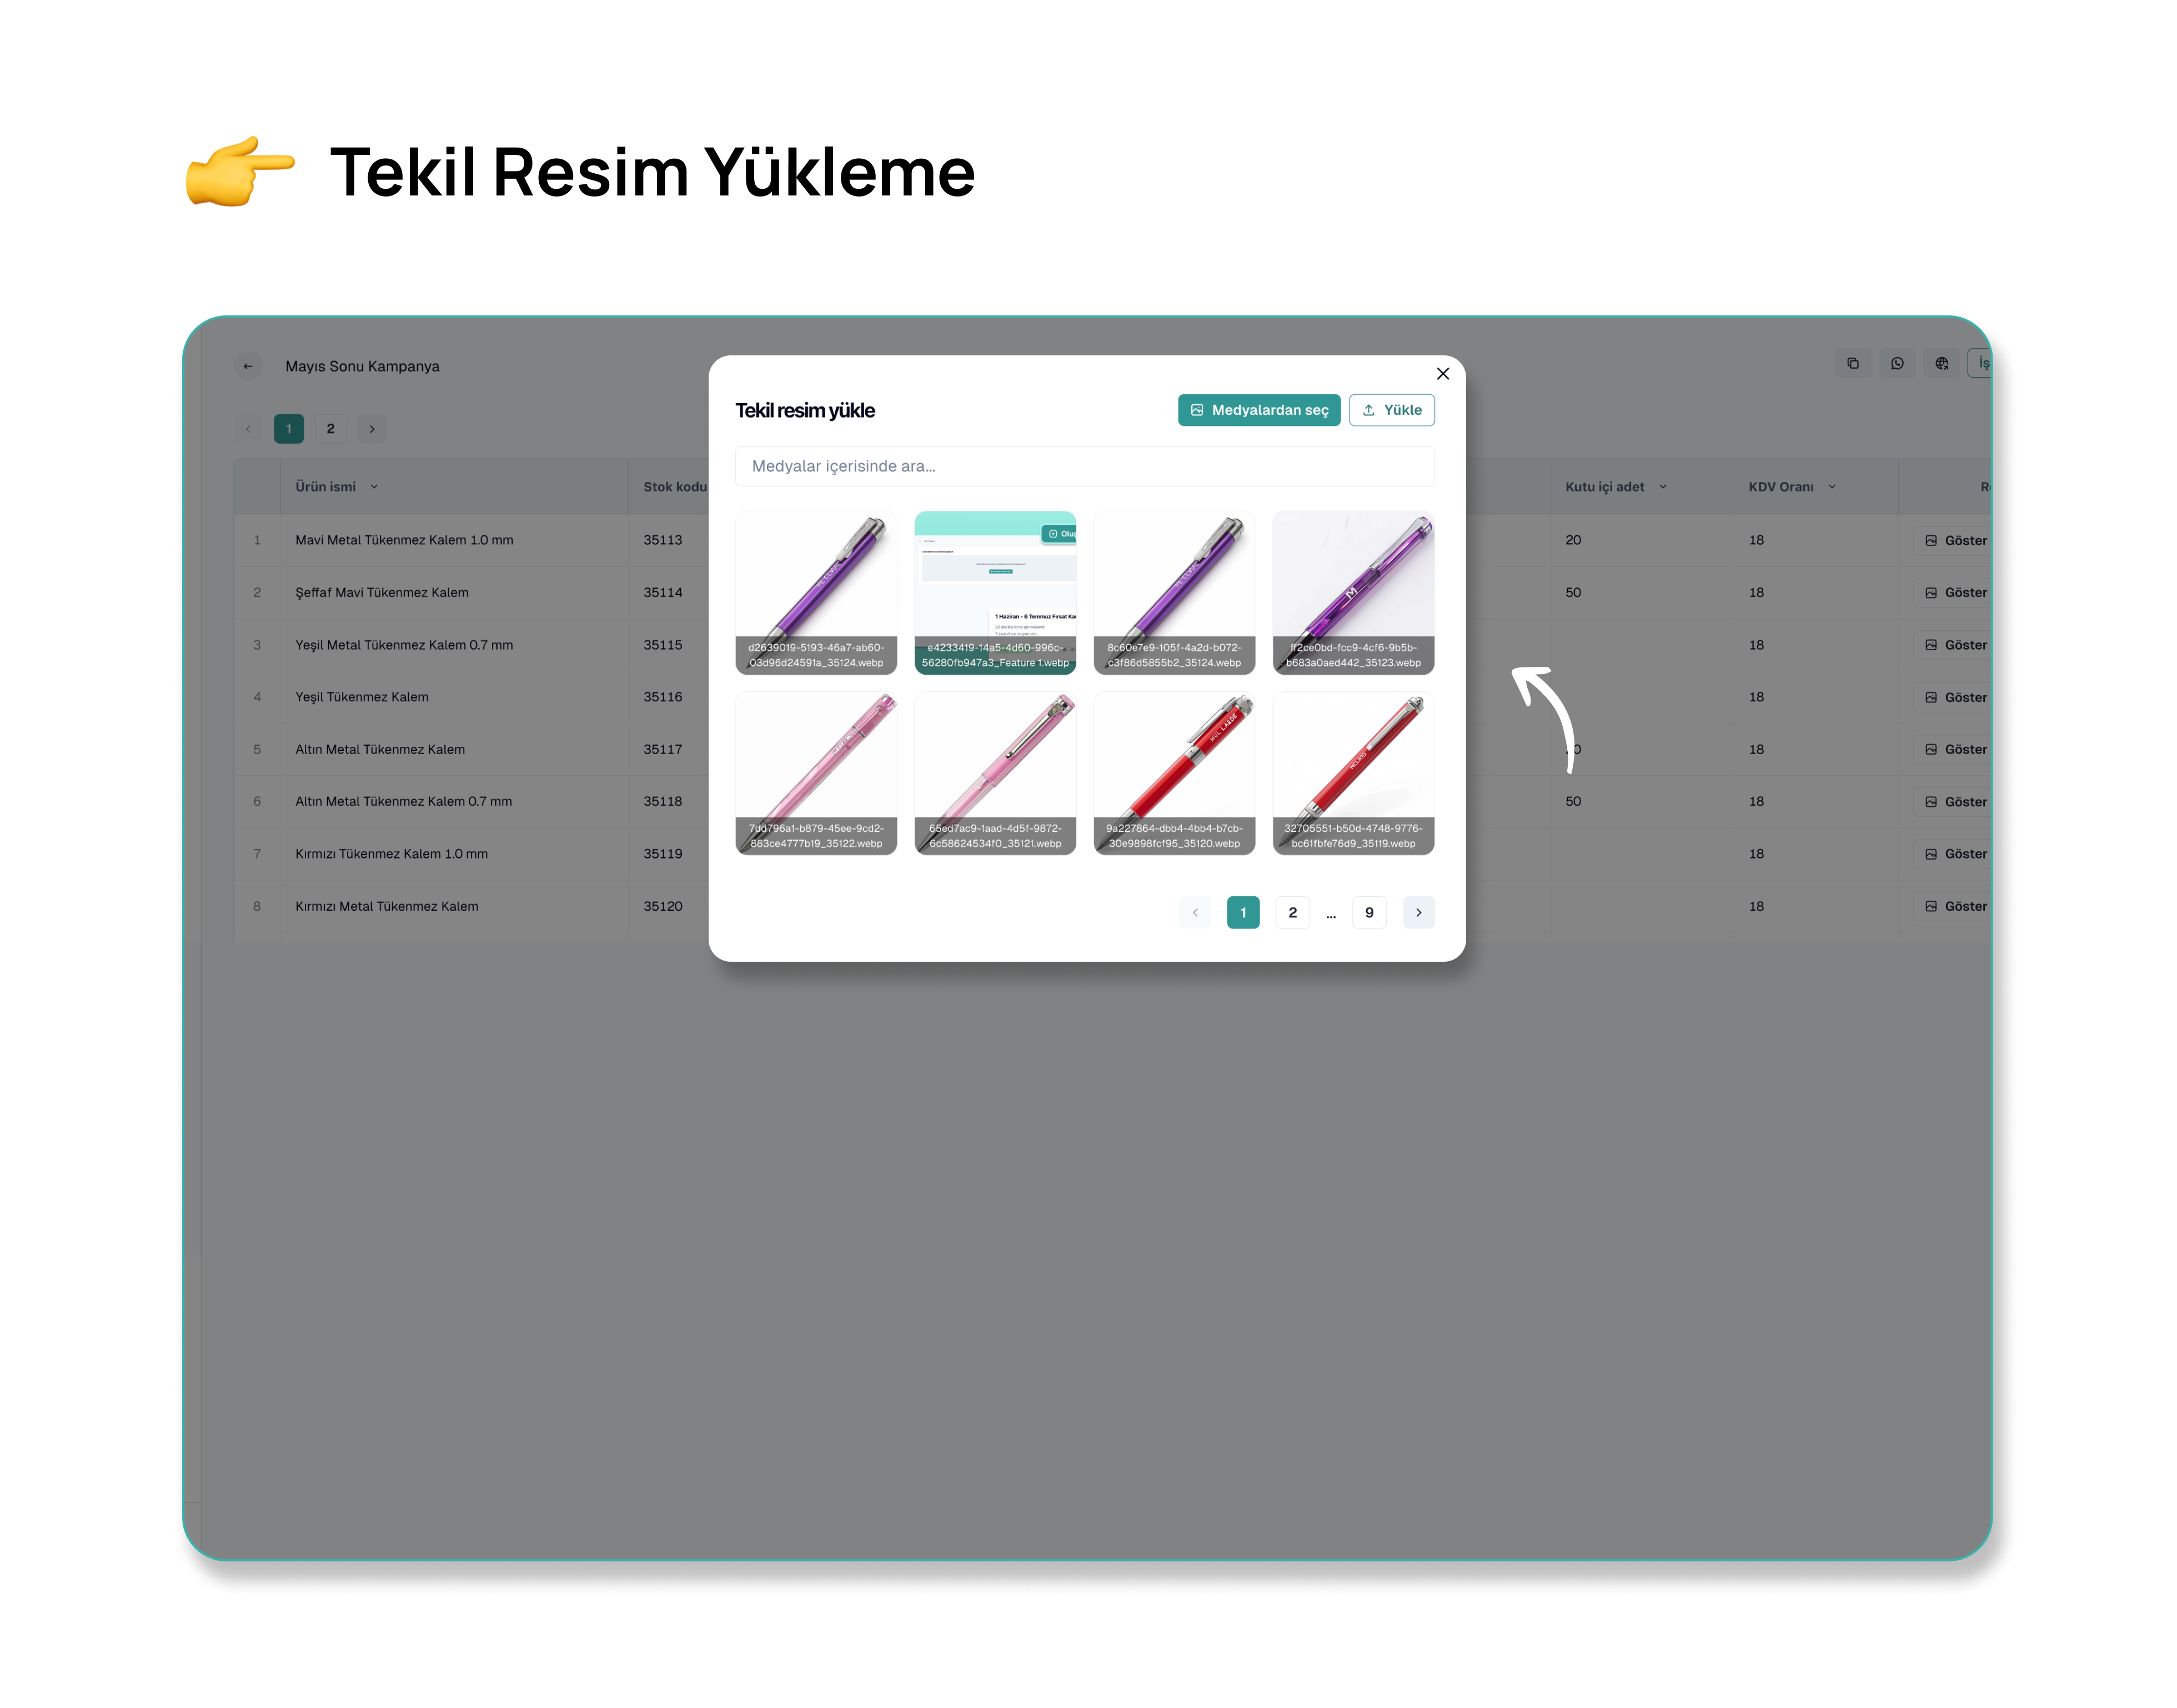 Tekil Resim Yükleme
Mayıs Sonu Kampanya
1 2
Ürün ismi Stok kodu Kutu içi adet KDV Oranı
1 Mavi Metal Tükenmez Kalem 1.0 mm 35113 20 18 Göster
2 Şeffaf Mavi Tükenmez Kalem 35114 50 18 Göster
3 Yeşil Metal Tükenmez Kalem 0.7 mm 35115 18 Göster
4 Yeşil Tükenmez Kalem 35116 18 Göster
5 Altın Metal Tükenmez Kalem 35117 18 Göster
6 Altın Metal Tükenmez Kalem 0.7 mm 35118 50 18 Göster
7 Kırmızı Tükenmez Kalem 1.0 mm 35119 18 Göster
8 Kırmızı Metal Tükenmez Kalem 35120 18 Göster
Tekil resim yükle
Medyalardan seç
Yükle
Medyalar içerisinde ara...
1 Haziran - 6 Temmuz Fırsat Ka
d2639019-5193-46a7-ab60-
03d96d24591a_35124.webp
e4233419-14a5-4d60-996c-
56280fb947a3_Feature 1.webp
8c60e7e9-105f-4a2d-b072-
c3f86d5855b2_35124.webp
ff2ce0bd-fcc9-4cf6-9b5b-
b683a0aed442_35123.webp
7dd796a1-b879-45ee-9cd2-
863ce4777b19_35122.webp
65ed7ac9-1aad-4d5f-9872-
6c58624534f0_35121.webp
9a227864-dbb4-4bb4-b7cb-
30e9898fcf95_35120.webp
32705551-b50d-4748-9776-
bc61fbfe76d9_35119.webp
1 2 ... 9